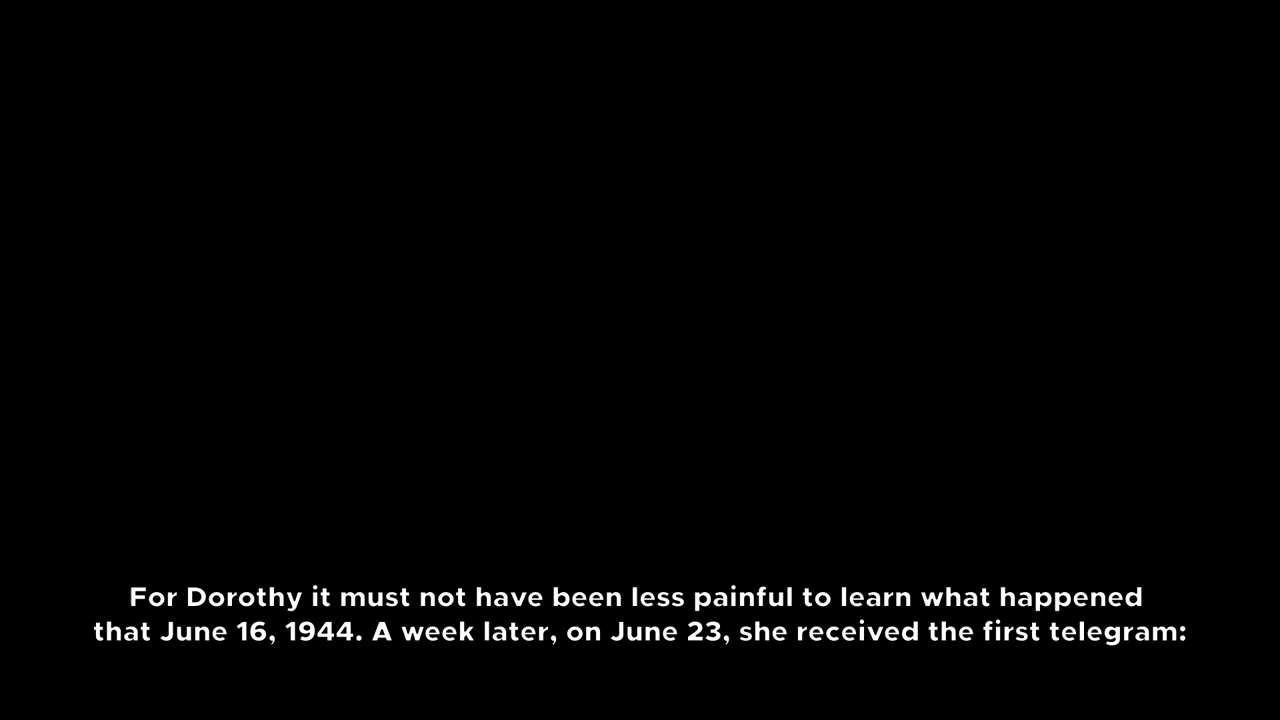 For Dorothy it must not have been less painful to learn what happened
that June 16, 1944. A week later, on June 23, she received the first telegram: